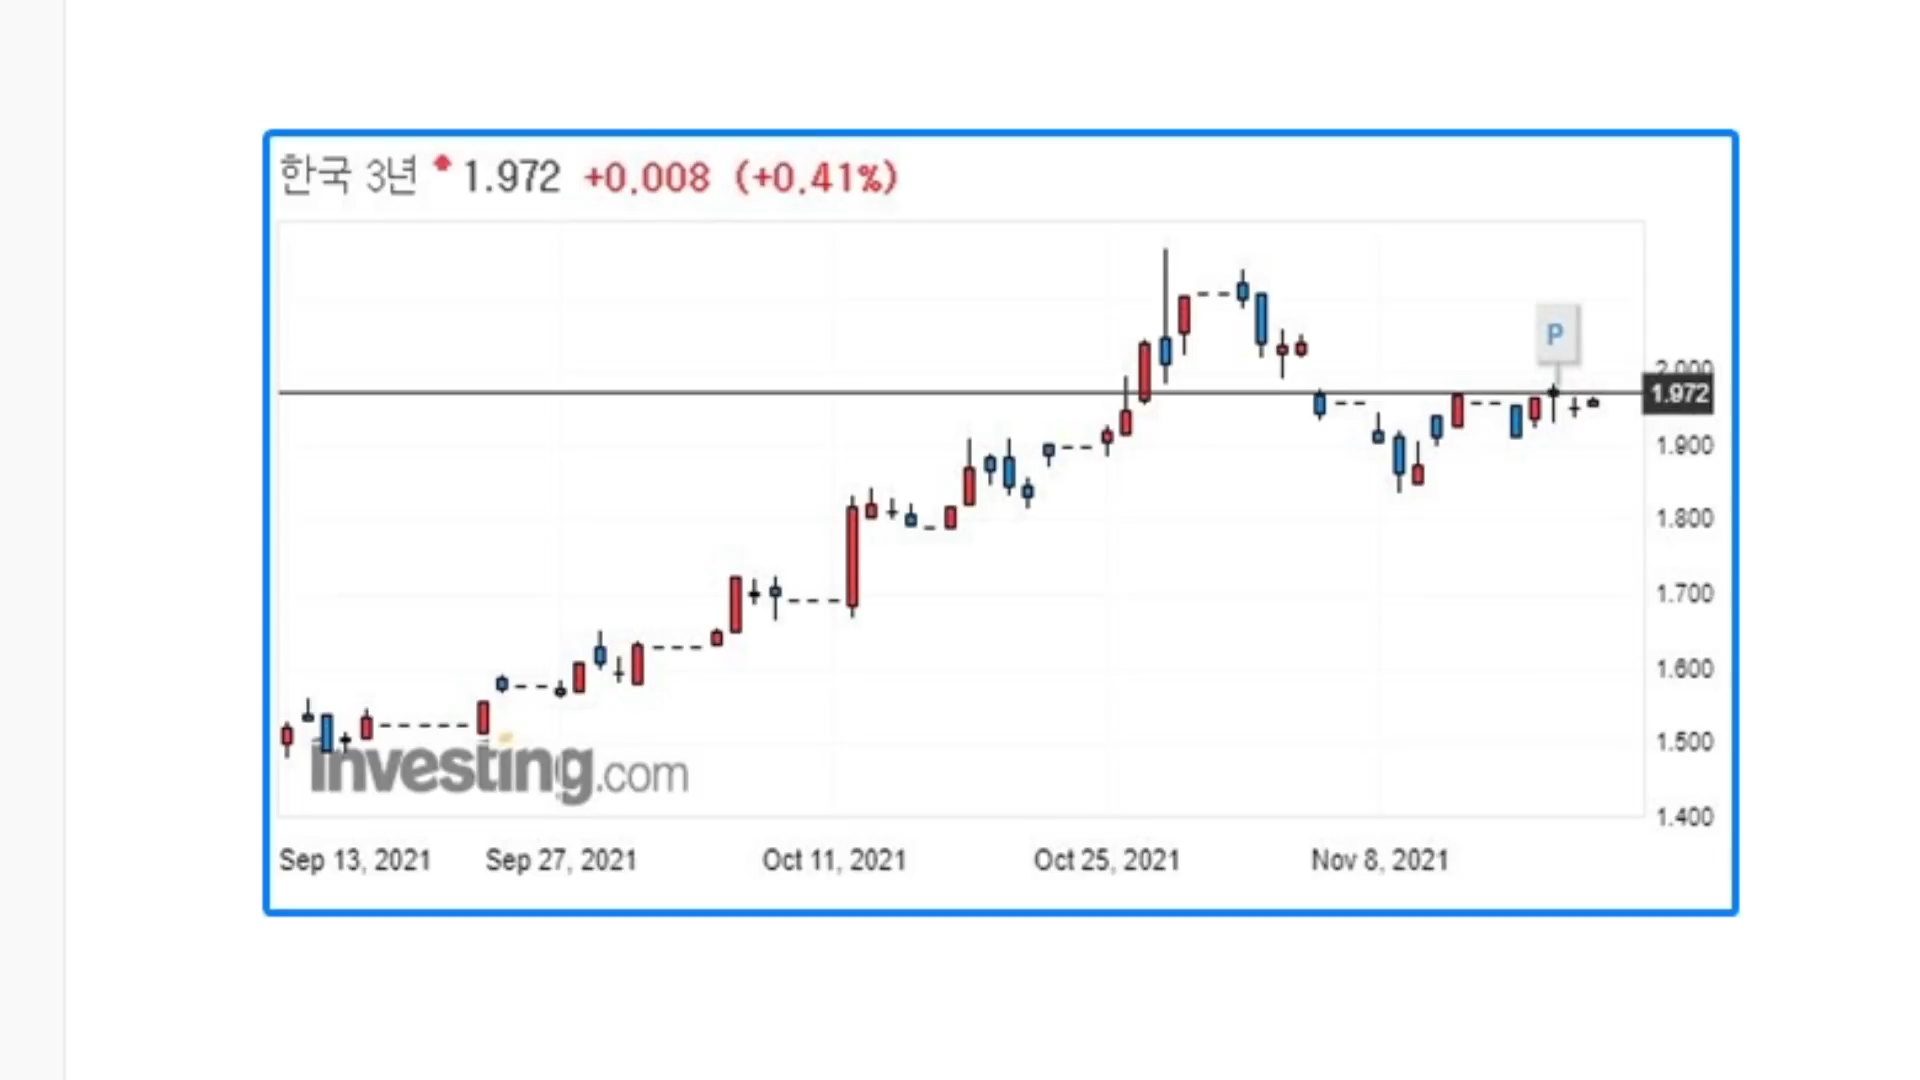 한국 3년 1.972 +0.008 (+0.41%)
P
2.000
1.972
1.900
1.800
1.700
1.600
1.500
1.400
Investing.com
Sep 13, 2021 Sep 27, 2021 Oct 11, 2021 Oct 25, 2021 Nov 8, 2021